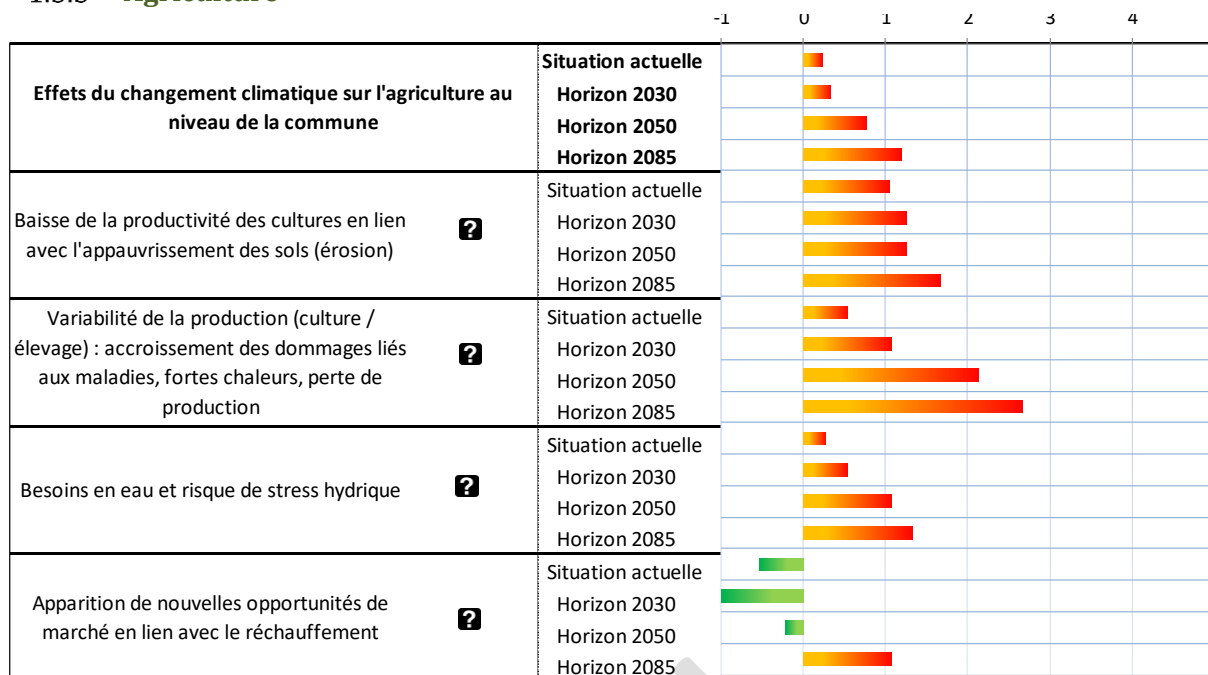 1.3.3 Agriculture
-1 0 1 2 3 4
Situation actuelle
Effets du changement climatique sur l'agriculture au
niveau de la commune
Horizon 2030
Horizon 2050
Horizon 2085
Baisse de la productivité des cultures en lien
avec l'appauvrissement des sols (érosion)
?
Situation actuelle
Horizon 2030
Horizon 2050
Horizon 2085
Variabilité de la production (culture /
élevage) : accroissement des dommages liés
aux maladies, fortes chaleurs, perte de
production
?
Situation actuelle
Horizon 2030
Horizon 2050
Horizon 2085
Besoins en eau et risque de stress hydrique
?
Situation actuelle
Horizon 2030
Horizon 2050
Horizon 2085
Apparition de nouvelles opportunités de
marché en lien avec le réchauffement
?
Situation actuelle
Horizon 2030
Horizon 2050
Horizon 2085